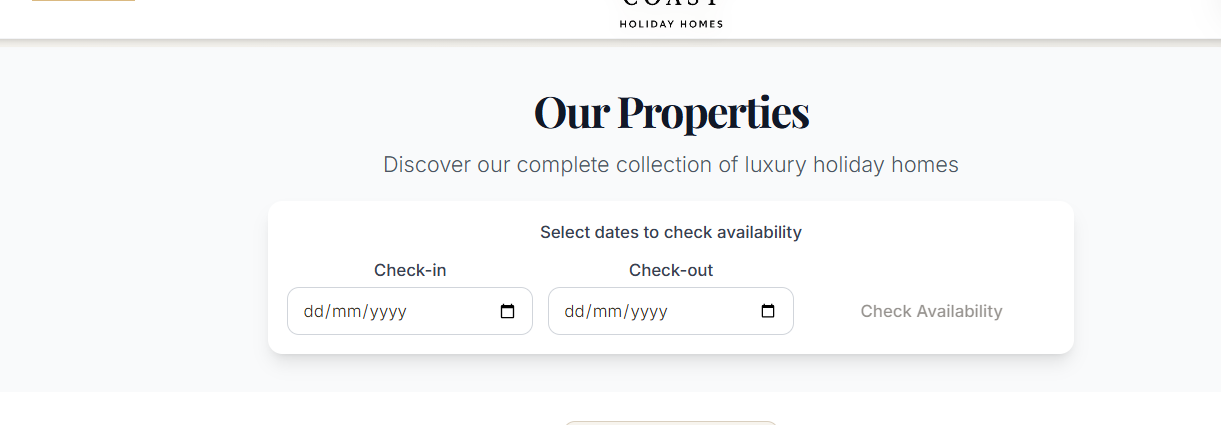 COAST
HOLIDAY HOMES
Our Properties
Discover our complete collection of luxury holiday homes
Select dates to check availability
Check-in
Check-out
dd/mm/yyyy
dd/mm/yyyy
Check Availability